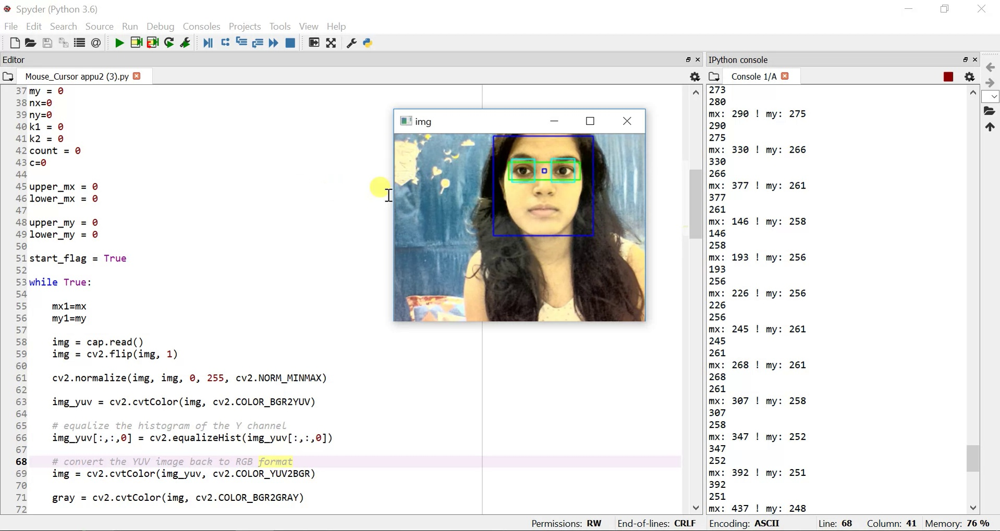 Spyder (Python 3.6)
File Edit Search Source Run Debug Consoles Projects Tools View Help
Editor
Mouse_Cursor appu2 (3).py
37 my = 0
38 nx=0
39 ny=0
40 k1 = 0
41 k2 = 0
42 count = 0
43 c=0
44
45 upper_mx = 0
46 lower_mx = 0
47
48 upper_my = 0
49 lower_my = 0
50
51 start_flag = True
52
53 while True:
54
55 mx1=mx
56 my1=my
57
58 img = cap.read()
59 img = cv2.flip(img, 1)
60
61 cv2.normalize(img, img, 0, 255, cv2.NORM_MINMAX)
62
63 img_yuv = cv2.cvtColor(img, cv2.COLOR_BGR2YUV)
64
65 # equalize the histogram of the Y channel
66 img_yuv[:,:,0] = cv2.equalizeHist(img_yuv[:,:,0])
67
68 # convert the YUV image back to RGB format
69 img = cv2.cvtColor(img_yuv, cv2.COLOR_YUV2BGR)
70
71 gray = cv2.cvtColor(img, cv2.COLOR_BGR2GRAY)
72
img
IPython console
Console 1/A
273
280
mx: 290 ! my: 275
290
275
mx: 330 ! my: 266
330
266
mx: 377 ! my: 261
377
261
mx: 146 ! my: 258
146
258
mx: 193 ! my: 256
193
256
mx: 226 ! my: 256
226
256
mx: 245 ! my: 261
245
261
mx: 268 ! my: 261
268
261
mx: 307 ! my: 258
307
258
mx: 347 ! my: 252
347
252
mx: 392 ! my: 251
392
251
mx: 437 ! my: 248
Permissions: RW End-of-lines: CRLF Encoding: ASCII Line: 68 Column: 41 Memory: 76 %